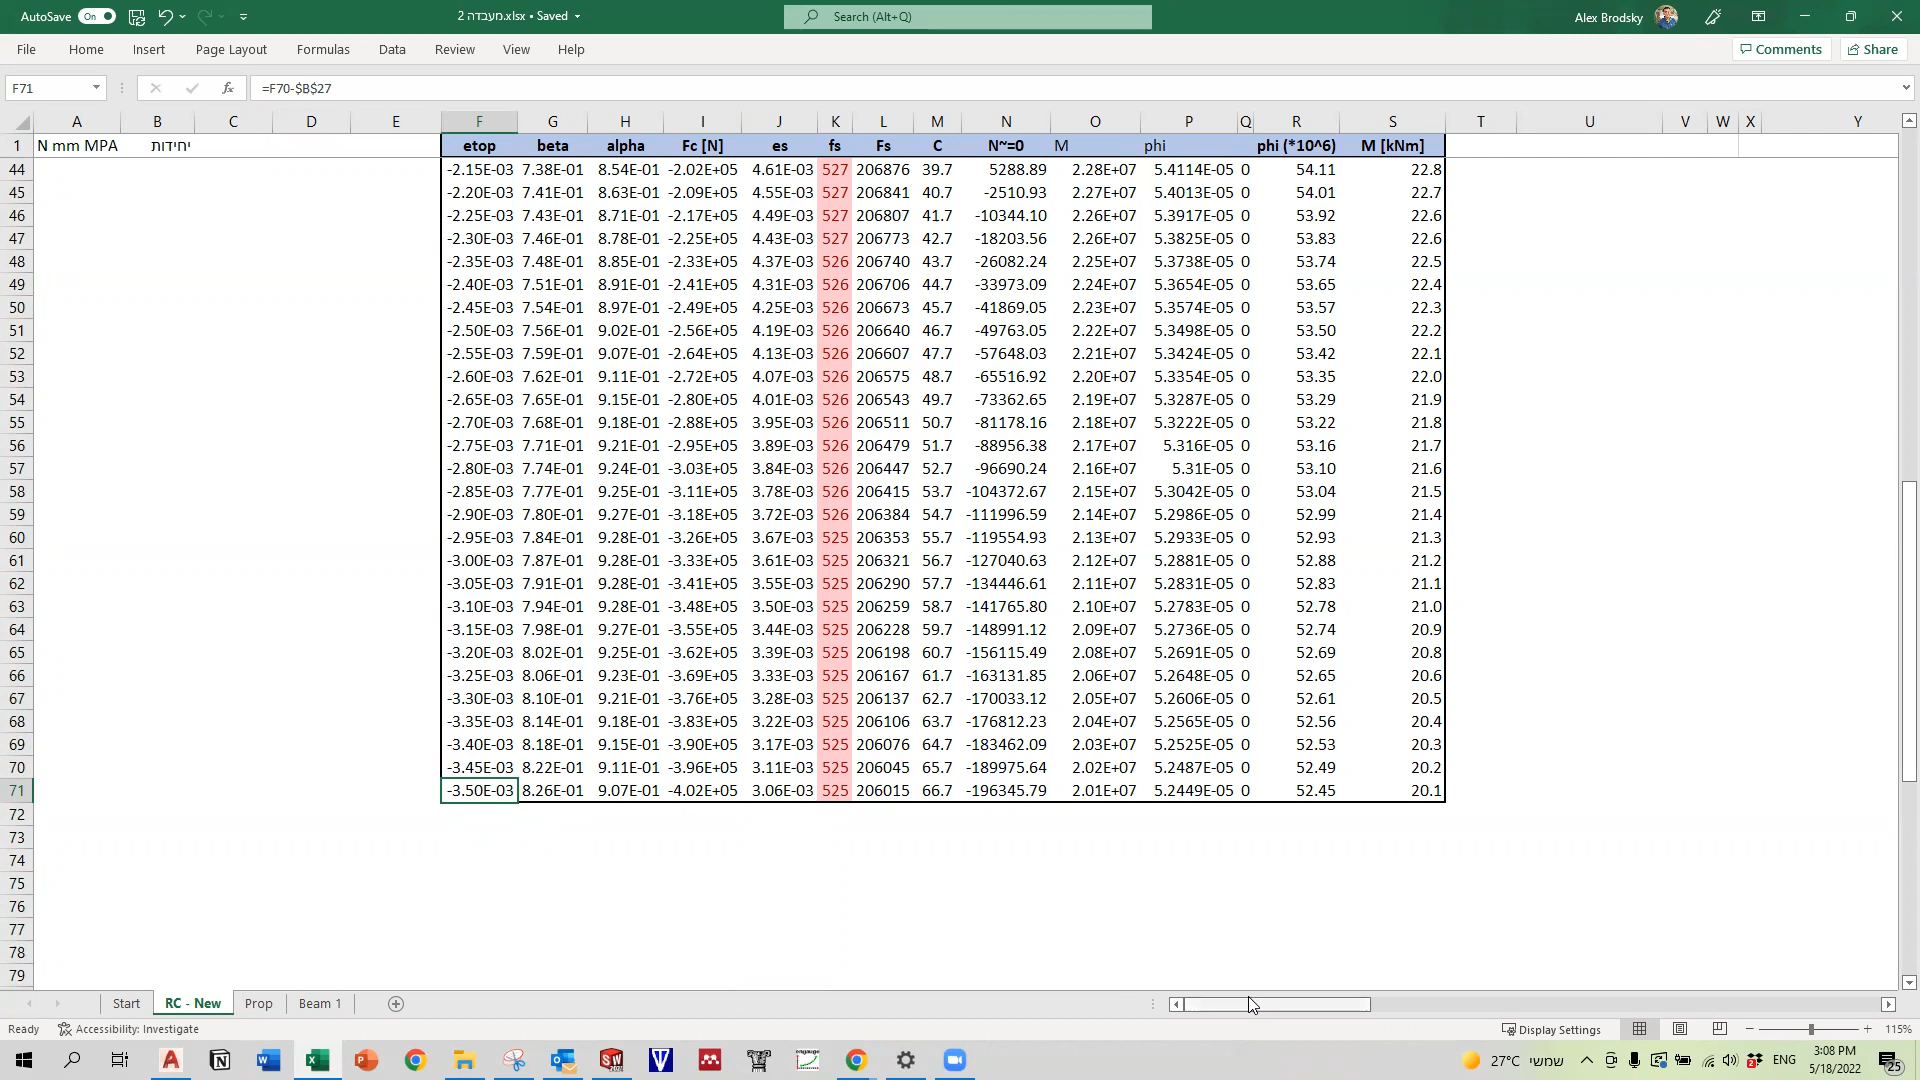 AutoSave On מעבדה 2.xlsx • Saved Search (Alt+Q) Alex Brodsky
File Home Insert Page Layout Formulas Data Review View Help Comments Share
F71 fx =F70-$B$27
A B C D E F G H I J K L M N O P Q R S T U V W X Y
1 N mm MPA יחידות etop beta alpha Fc [N] es fs Fs C N~=0 M phi phi (*10^6) M [kNm]
44 -2.15E-03 7.38E-01 8.54E-01 -2.02E+05 4.61E-03 527 206876 39.7 5288.89 2.28E+07 5.4114E-05 0 54.11 22.8
45 -2.20E-03 7.41E-01 8.63E-01 -2.09E+05 4.55E-03 527 206841 40.7 -2510.93 2.27E+07 5.4013E-05 0 54.01 22.7
46 -2.25E-03 7.43E-01 8.71E-01 -2.17E+05 4.49E-03 527 206807 41.7 -10344.10 2.26E+07 5.3917E-05 0 53.92 22.6
47 -2.30E-03 7.46E-01 8.78E-01 -2.25E+05 4.43E-03 527 206773 42.7 -18203.56 2.26E+07 5.3825E-05 0 53.83 22.6
48 -2.35E-03 7.48E-01 8.85E-01 -2.33E+05 4.37E-03 526 206740 43.7 -26082.24 2.25E+07 5.3738E-05 0 53.74 22.5
49 -2.40E-03 7.51E-01 8.91E-01 -2.41E+05 4.31E-03 526 206706 44.7 -33973.09 2.24E+07 5.3654E-05 0 53.65 22.4
50 -2.45E-03 7.54E-01 8.97E-01 -2.49E+05 4.25E-03 526 206673 45.7 -41869.05 2.23E+07 5.3574E-05 0 53.57 22.3
51 -2.50E-03 7.56E-01 9.02E-01 -2.56E+05 4.19E-03 526 206640 46.7 -49763.05 2.22E+07 5.3498E-05 0 53.50 22.2
52 -2.55E-03 7.59E-01 9.07E-01 -2.64E+05 4.13E-03 526 206607 47.7 -57648.03 2.21E+07 5.3424E-05 0 53.42 22.1
53 -2.60E-03 7.62E-01 9.11E-01 -2.72E+05 4.07E-03 526 206575 48.7 -65516.92 2.20E+07 5.3354E-05 0 53.35 22.0
54 -2.65E-03 7.65E-01 9.15E-01 -2.80E+05 4.01E-03 526 206543 49.7 -73362.65 2.19E+07 5.3287E-05 0 53.29 21.9
55 -2.70E-03 7.68E-01 9.18E-01 -2.88E+05 3.95E-03 526 206511 50.7 -81178.16 2.18E+07 5.3222E-05 0 53.22 21.8
56 -2.75E-03 7.71E-01 9.21E-01 -2.95E+05 3.89E-03 526 206479 51.7 -88956.38 2.17E+07 5.316E-05 0 53.16 21.7
57 -2.80E-03 7.74E-01 9.24E-01 -3.03E+05 3.84E-03 526 206447 52.7 -96690.24 2.16E+07 5.31E-05 0 53.10 21.6
58 -2.85E-03 7.77E-01 9.25E-01 -3.11E+05 3.78E-03 526 206415 53.7 -104372.67 2.15E+07 5.3042E-05 0 53.04 21.5
59 -2.90E-03 7.80E-01 9.27E-01 -3.18E+05 3.72E-03 526 206384 54.7 -111996.59 2.14E+07 5.2986E-05 0 52.99 21.4
60 -2.95E-03 7.84E-01 9.28E-01 -3.26E+05 3.67E-03 525 206353 55.7 -119554.93 2.13E+07 5.2933E-05 0 52.93 21.3
61 -3.00E-03 7.87E-01 9.28E-01 -3.33E+05 3.61E-03 525 206321 56.7 -127040.63 2.12E+07 5.2881E-05 0 52.88 21.2
62 -3.05E-03 7.91E-01 9.28E-01 -3.41E+05 3.55E-03 525 206290 57.7 -134446.61 2.11E+07 5.2831E-05 0 52.83 21.1
63 -3.10E-03 7.94E-01 9.28E-01 -3.48E+05 3.50E-03 525 206259 58.7 -141765.80 2.10E+07 5.2783E-05 0 52.78 21.0
64 -3.15E-03 7.98E-01 9.27E-01 -3.55E+05 3.44E-03 525 206228 59.7 -148991.12 2.09E+07 5.2736E-05 0 52.74 20.9
65 -3.20E-03 8.02E-01 9.25E-01 -3.62E+05 3.39E-03 525 206198 60.7 -156115.49 2.08E+07 5.2691E-05 0 52.69 20.8
66 -3.25E-03 8.06E-01 9.23E-01 -3.69E+05 3.33E-03 525 206167 61.7 -163131.85 2.06E+07 5.2648E-05 0 52.65 20.6
67 -3.30E-03 8.10E-01 9.21E-01 -3.76E+05 3.28E-03 525 206137 62.7 -170033.12 2.05E+07 5.2606E-05 0 52.61 20.5
68 -3.35E-03 8.14E-01 9.18E-01 -3.83E+05 3.22E-03 525 206106 63.7 -176812.23 2.04E+07 5.2565E-05 0 52.56 20.4
69 -3.40E-03 8.18E-01 9.15E-01 -3.90E+05 3.17E-03 525 206076 64.7 -183462.09 2.03E+07 5.2525E-05 0 52.53 20.3
70 -3.45E-03 8.22E-01 9.11E-01 -3.96E+05 3.11E-03 525 206045 65.7 -189975.64 2.02E+07 5.2487E-05 0 52.49 20.2
71 -3.50E-03 8.26E-01 9.07E-01 -4.02E+05 3.06E-03 525 206015 66.7 -196345.79 2.01E+07 5.2449E-05 0 52.45 20.1
72
73
74
75
76
77
78
79
Start RC - New Prop Beam 1
Ready Accessibility: Investigate Display Settings 115%
27°C שמשי ENG 3:08 PM
5/18/2022 25